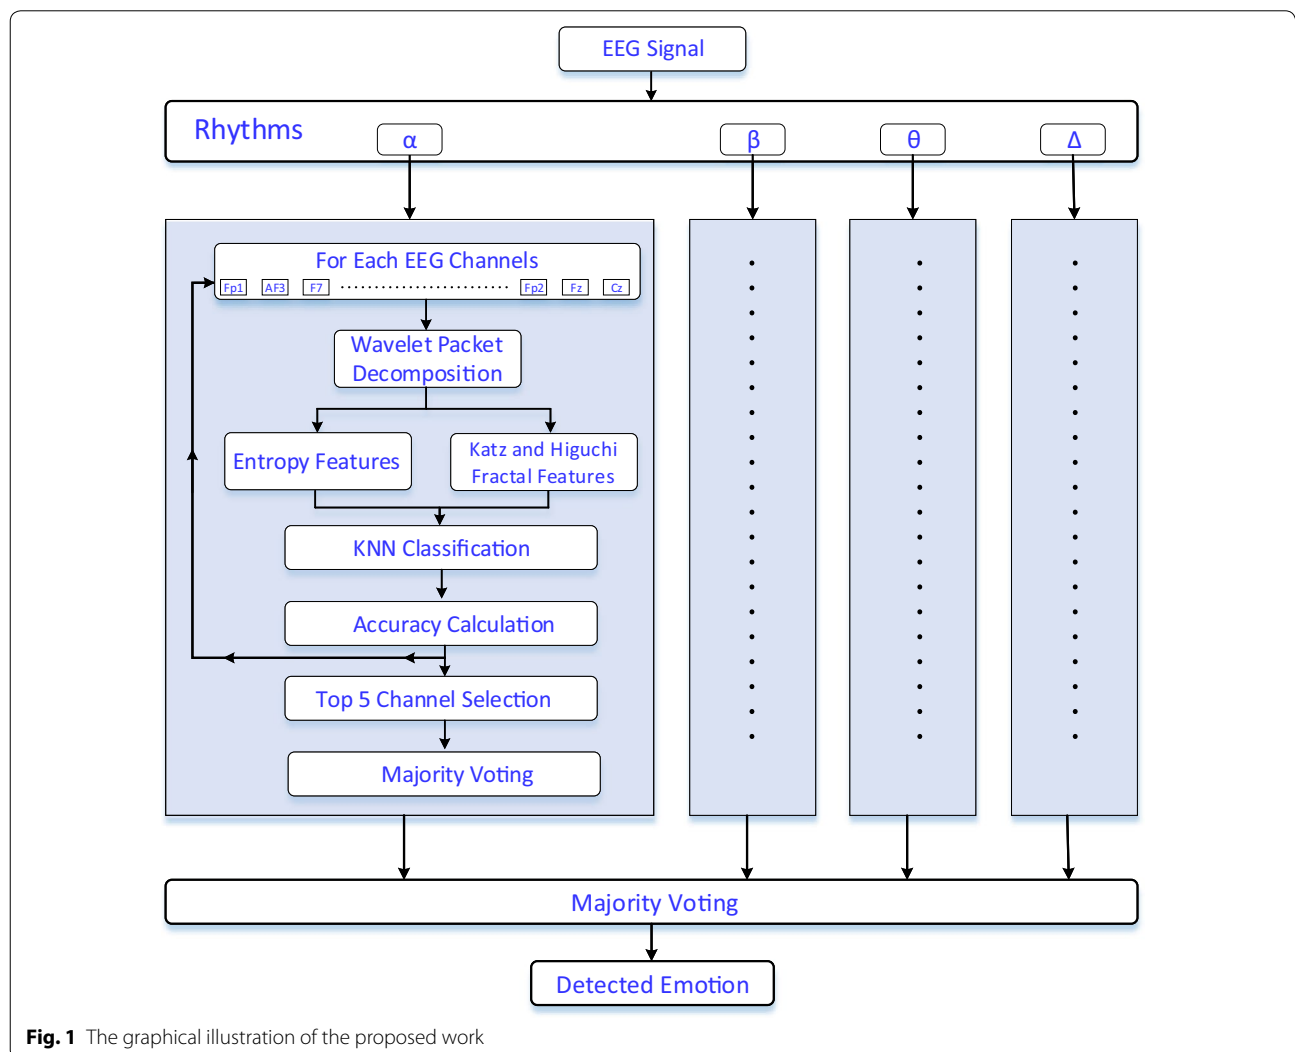 EEG Signal
Rhythms
α
β
θ
Δ
For Each EEG Channels
Fp1 AF3 F7 ........................ Fp2 Fz Cz
Wavelet Packet
Decomposition
Entropy Features
Katz and Higuchi
Fractal Features
KNN Classification
Accuracy Calculation
Top 5 Channel Selection
Majority Voting
Majority Voting
Detected Emotion
Fig. 1 The graphical illustration of the proposed work